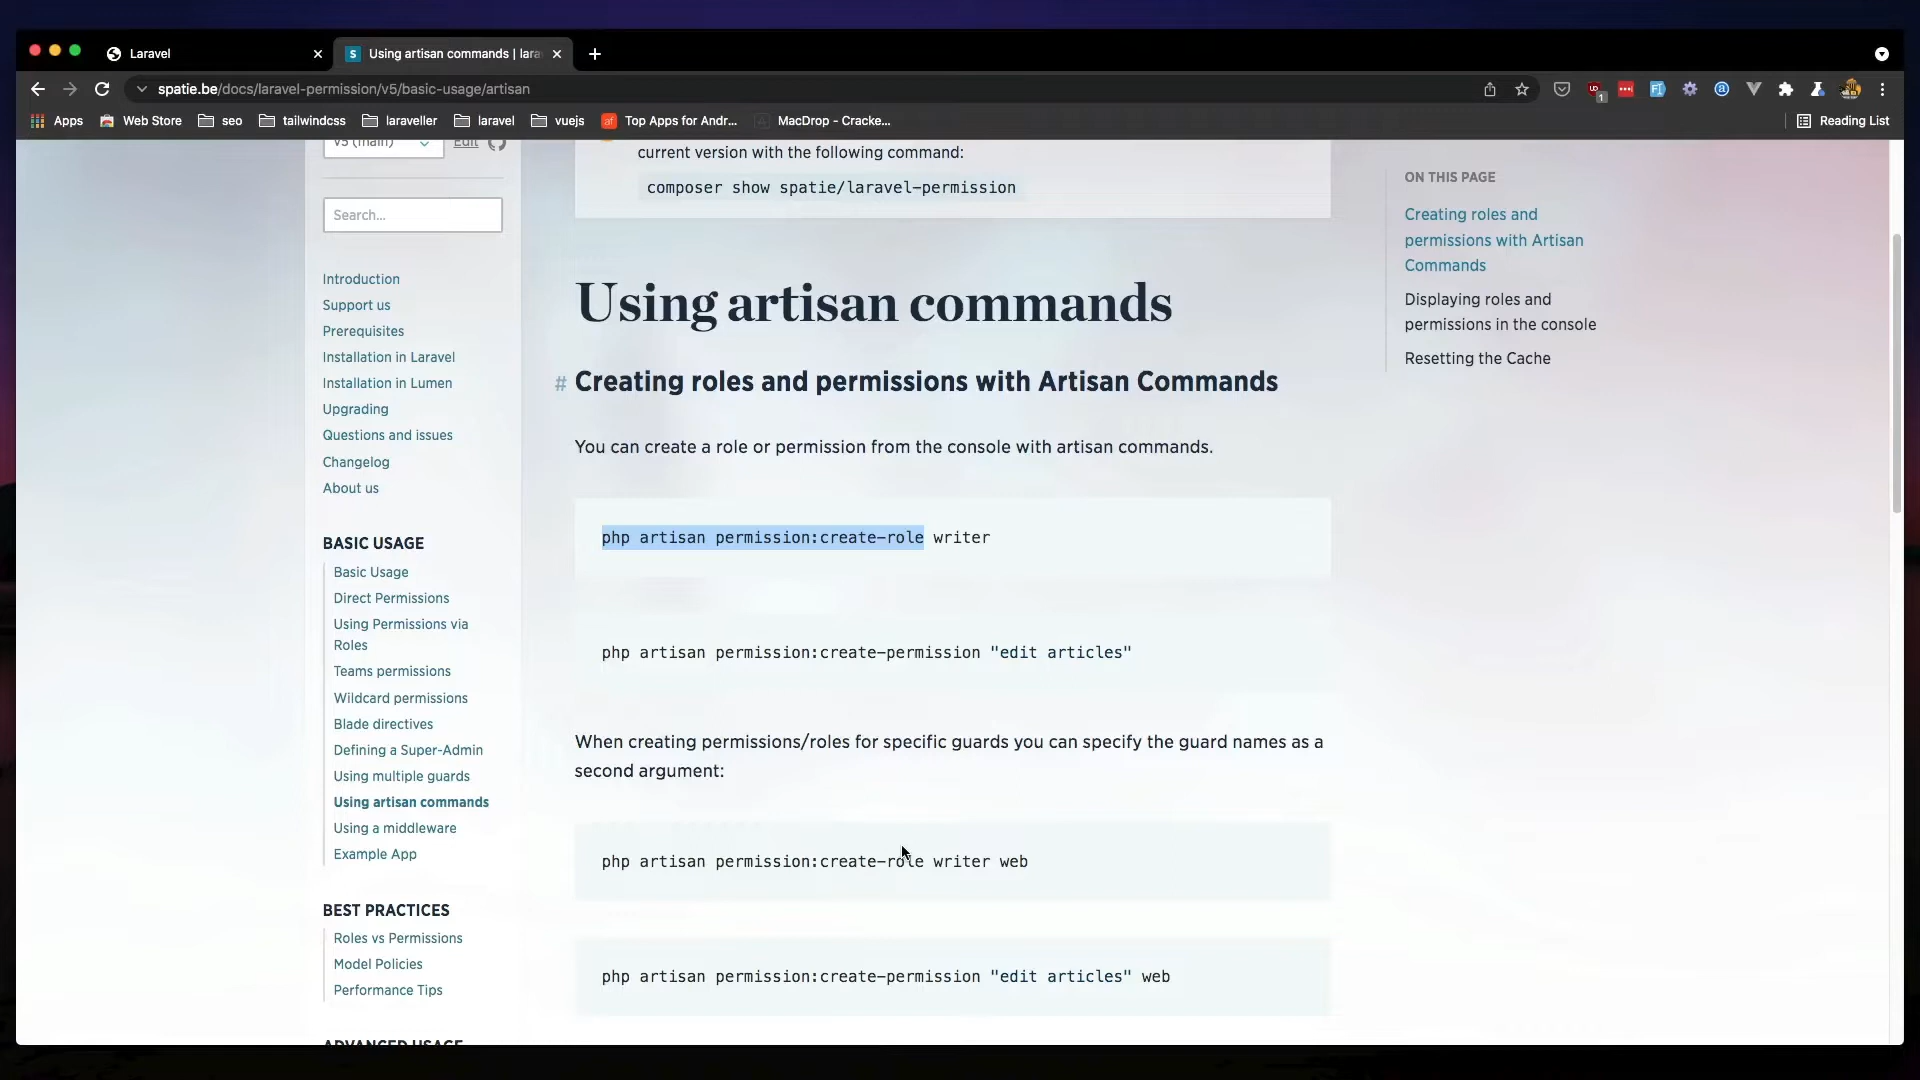 Laravel
Using artisan commands | lara
spatie.be/docs/laravel-permission/v5/basic-usage/artisan
Apps
Web Store
seo
tailwindcss
laraveller
laravel
vuejs
Top Apps for Andr...
MacDrop - Cracke...
Reading List
v5 (main)
Edit
Search...
Introduction
Support us
Prerequisites
Installation in Laravel
Installation in Lumen
Upgrading
Questions and issues
Changelog
About us
BASIC USAGE
Basic Usage
Direct Permissions
Using Permissions via
Roles
Teams permissions
Wildcard permissions
Blade directives
Defining a Super-Admin
Using multiple guards
Using artisan commands
Using a middleware
Example App
BEST PRACTICES
Roles vs Permissions
Model Policies
Performance Tips
ADVANCED USAGE
current version with the following command:
composer show spatie/laravel-permission
Using artisan commands
# Creating roles and permissions with Artisan Commands
You can create a role or permission from the console with artisan commands.
php artisan permission:create-role writer
php artisan permission:create-permission "edit articles"
When creating permissions/roles for specific guards you can specify the guard names as a
second argument:
php artisan permission:create-role writer web
php artisan permission:create-permission "edit articles" web
ON THIS PAGE
Creating roles and
permissions with Artisan
Commands
Displaying roles and
permissions in the console
Resetting the Cache